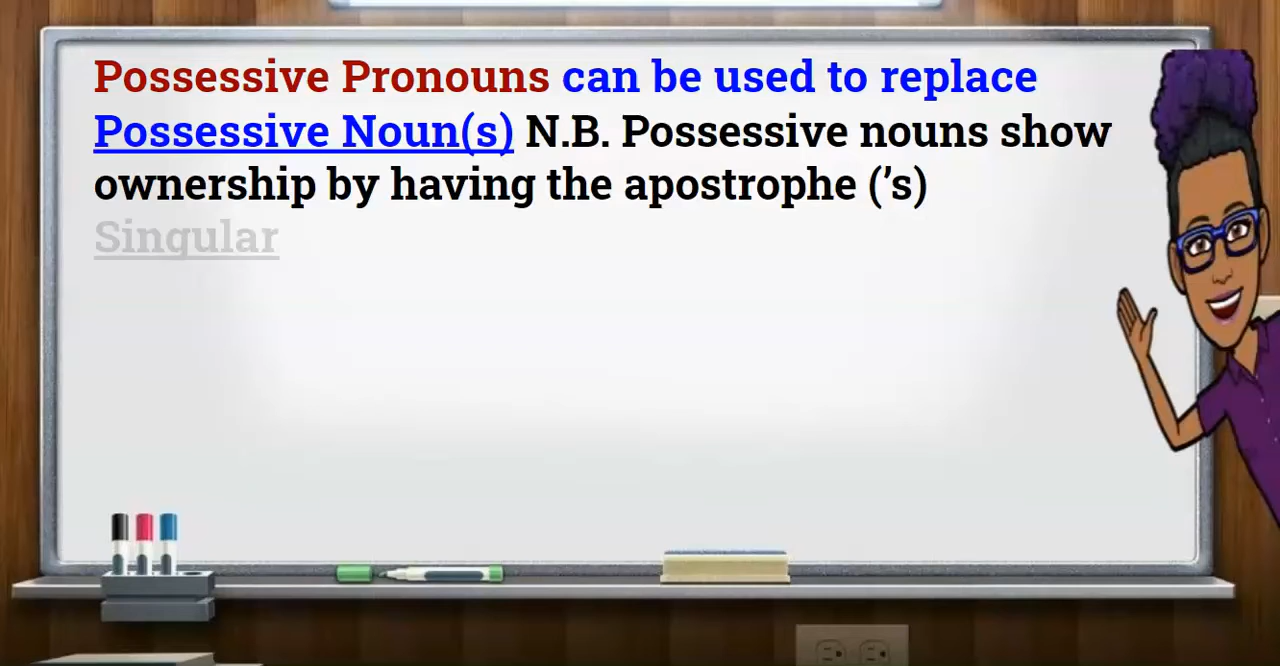 Possessive Pronouns can be used to replace
Possessive Noun(s) N.B. Possessive nouns show
ownership by having the apostrophe (’s)
Singular